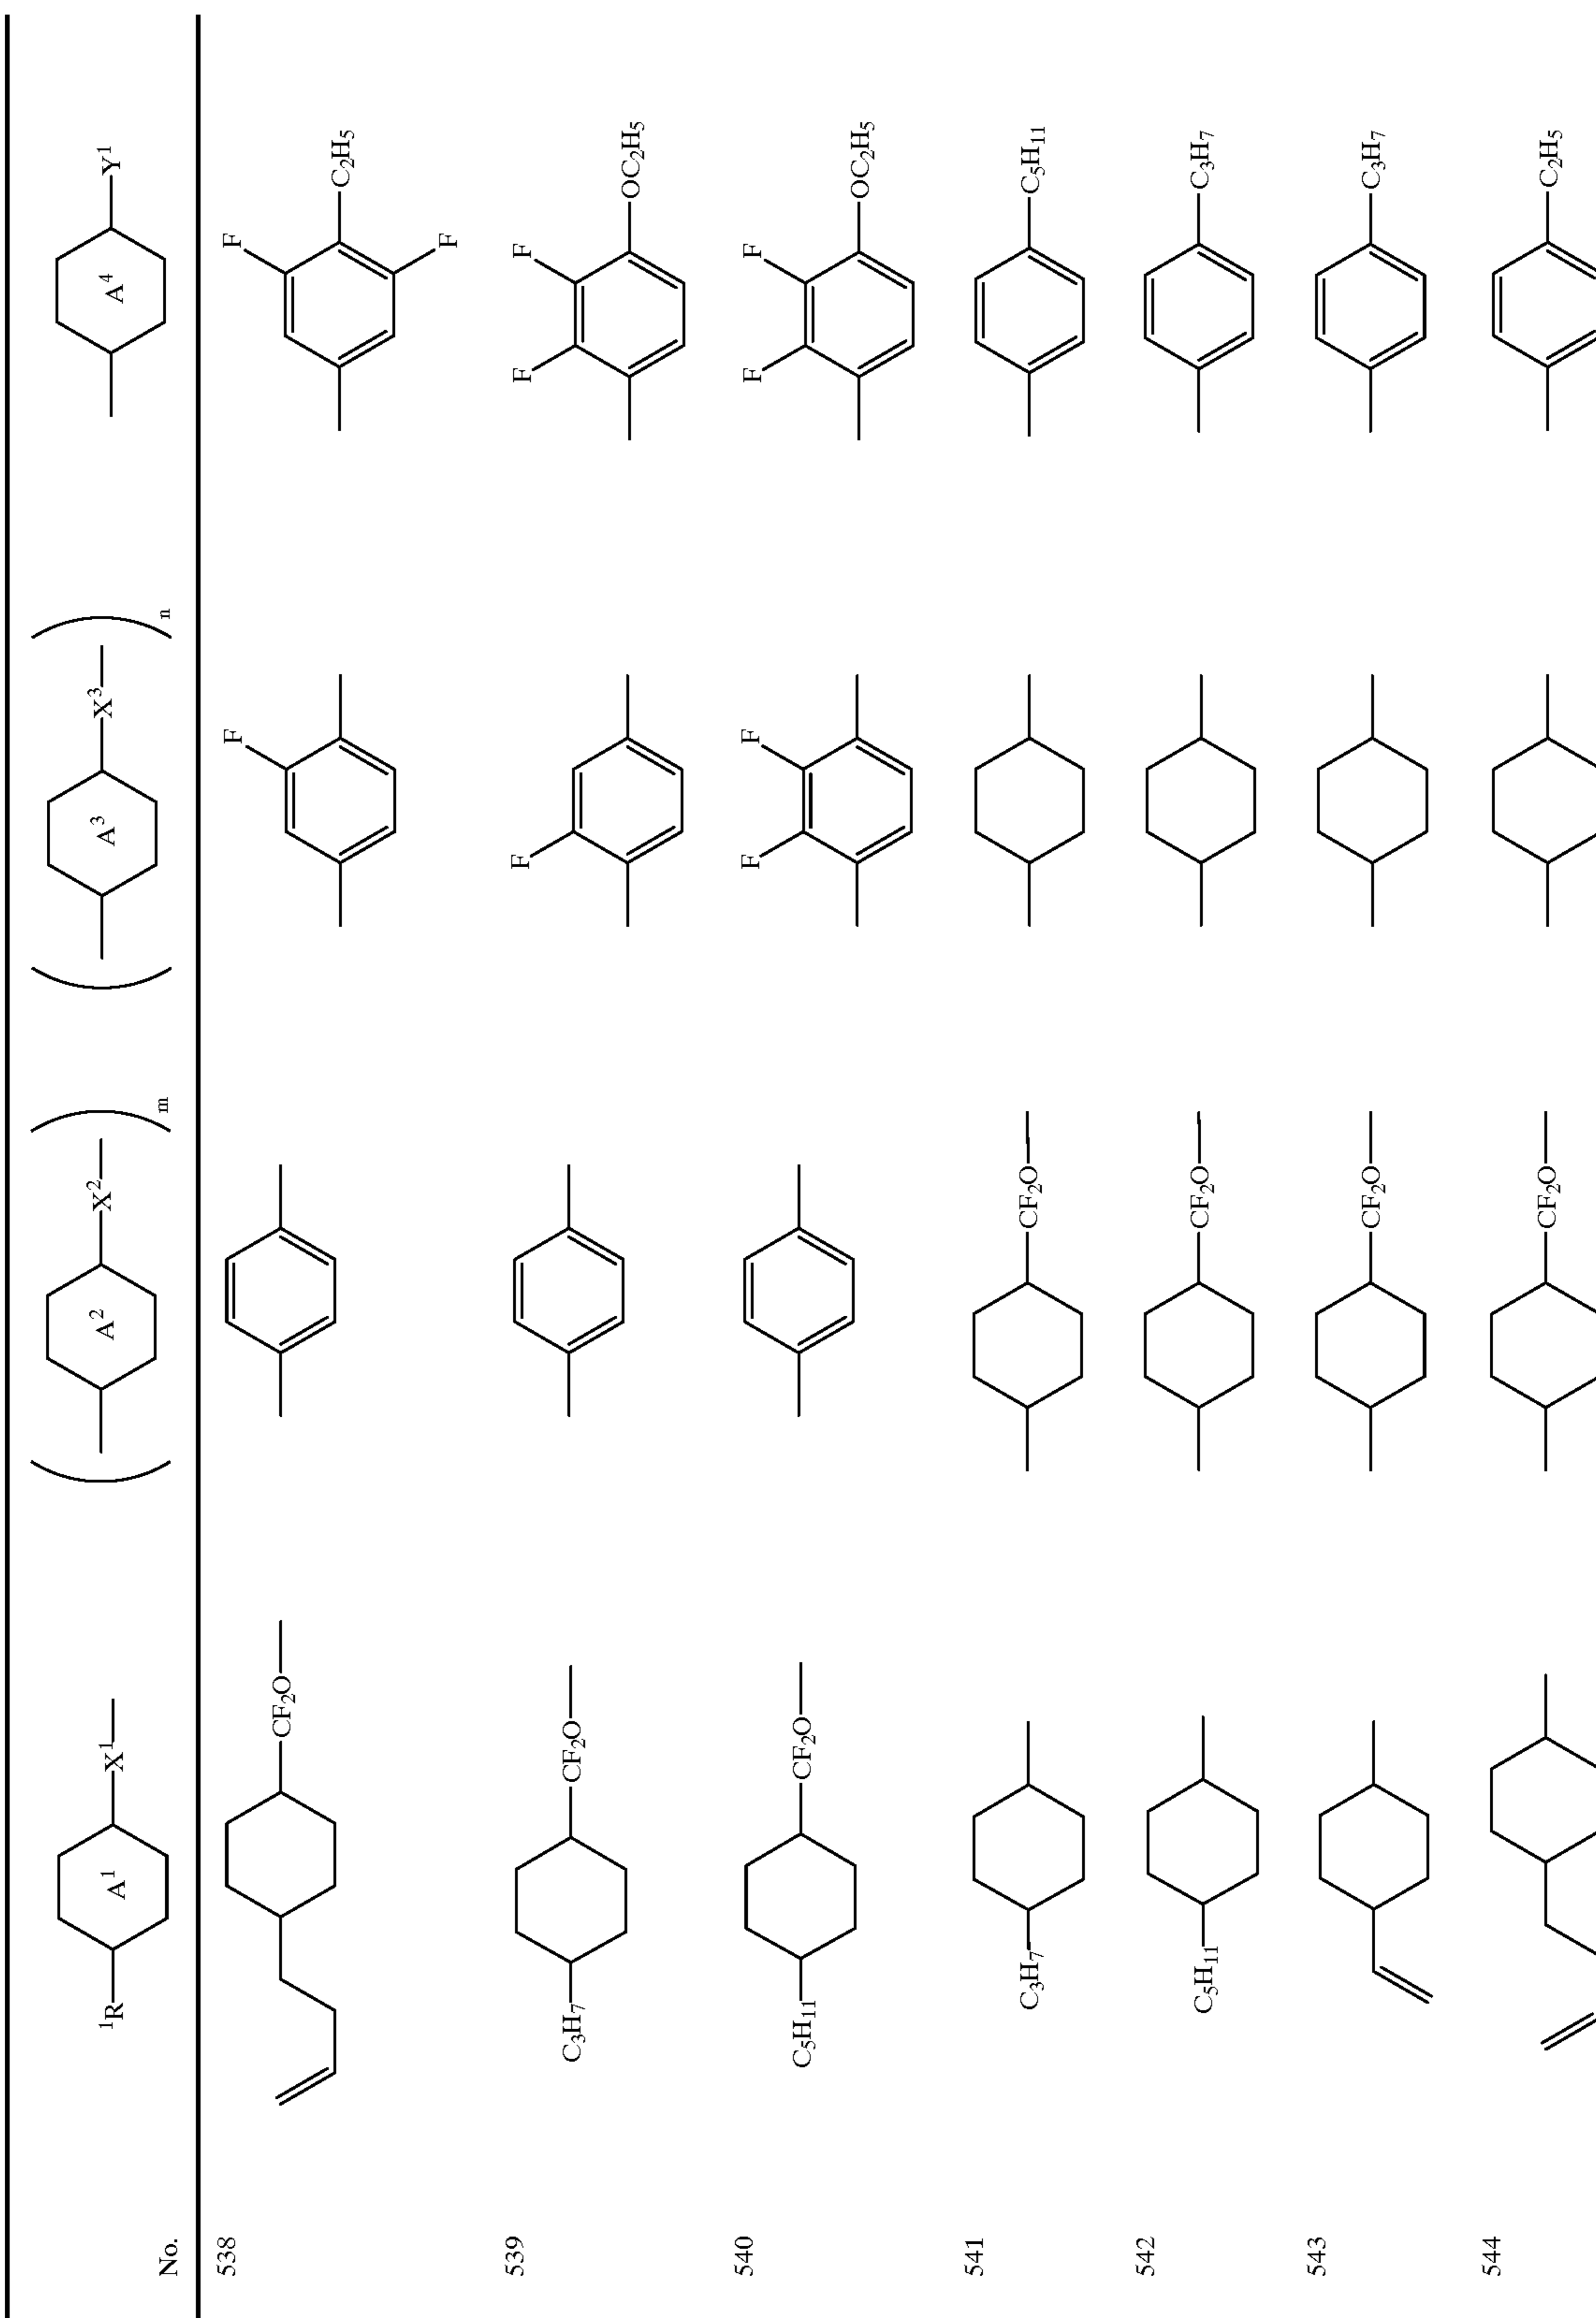 No. ¹R A¹ X¹ A² X² m A³ X³ n A⁴ Y¹
538 CF₂O F F F C₂H₅
539 C₃H₇ CF₂O F F F OC₂H₅
540 C₅H₁₁ CF₂O F F F F OC₂H₅
541 C₃H₇ CF₂O C₅H₁₁
542 C₅H₁₁ CF₂O C₃H₇
543 CF₂O C₃H₇
544 CF₂O C₂H₅